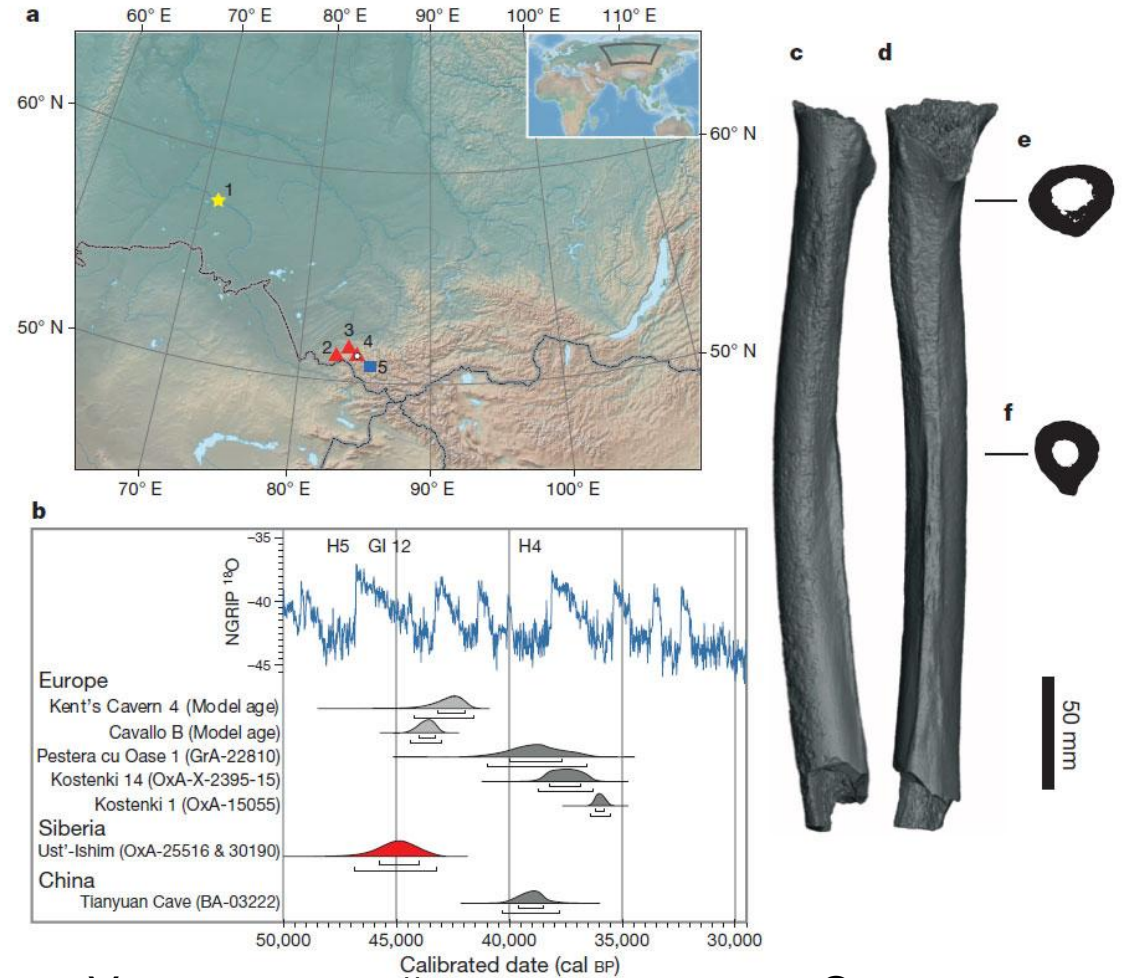 a
60° E 70° E 80° E 90° E 100° E 110° E
60° N
60° N
1
50° N
50° N
2 3 4 5
70° E 80° E 90° E 100° E
b
H5 GI 12 H4
NGRIP ¹⁸O
–35
–40
–45
Europe
Kent's Cavern 4 (Model age)
Cavallo B (Model age)
Pestera cu Oase 1 (GrA-22810)
Kostenki 14 (OxA-X-2395-15)
Kostenki 1 (OxA-15055)
Siberia
Ust'-Ishim (OxA-25516 & 30190)
China
Tianyuan Cave (BA-03222)
50,000 45,000 40,000 35,000 30,000
Calibrated date (cal BP)
c d
e
f
50 mm